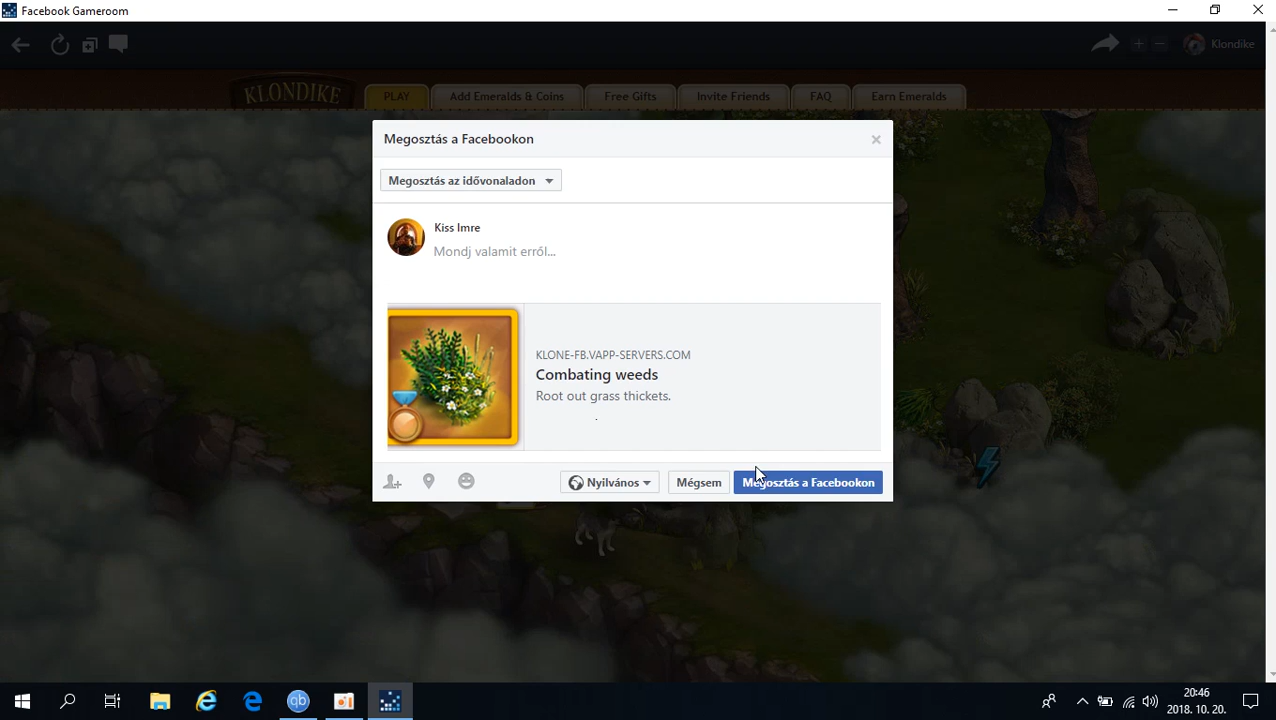 Facebook Gameroom
Klondike
KLONDIKE
PLAY
Add Emeralds & Coins
Free Gifts
Invite Friends
FAQ
Earn Emeralds
Megosztás a Facebookon
Megosztás az idővonaladon
Kiss Imre
Mondj valamit erről...
KLONE-FB.VAPP-SERVERS.COM
Combating weeds
Root out grass thickets.
Nyilvános
Mégsem
Megosztás a Facebookon
qb
20:46
2018. 10. 20.